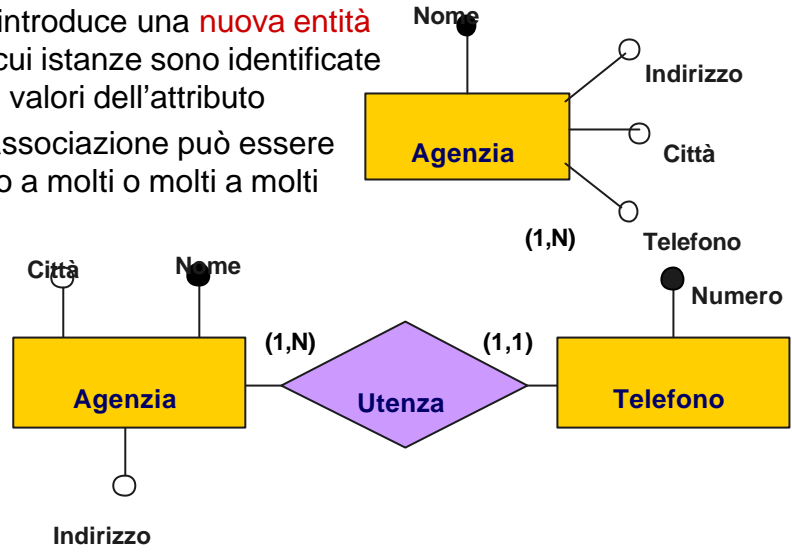 introduce una nuova entità
cui istanze sono identificate
valori dell'attributo
associazione può essere
o a molti o molti a molti
Nome
Indirizzo
Agenzia
Città
(1,N)
Telefono
Città
Nome
Numero
(1,N)
(1,1)
Agenzia
Utenza
Telefono
Indirizzo